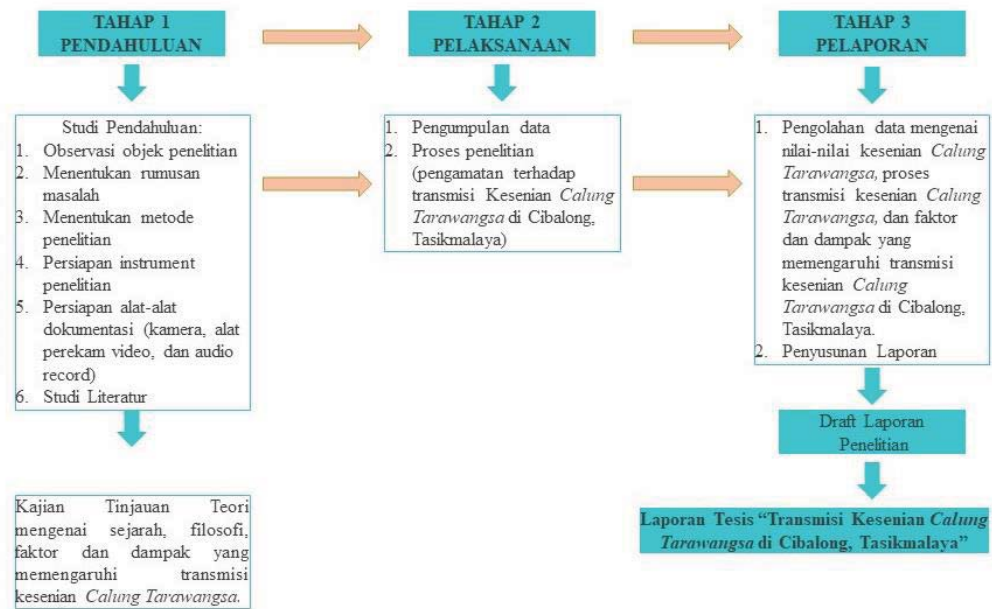 TAHAP 1
PENDAHULUAN
TAHAP 2
PELAKSANAAN
TAHAP 3
PELAPORAN
Studi Pendahuluan:
1. Observasi objek penelitian
2. Menentukan rumusan
masalah
3. Menentukan metode
penelitian
4. Persiapan instrument
penelitian
5. Persiapan alat-alat
dokumentasi (kamera, alat
perekam video, dan audio
record)
6. Studi Literatur
1. Pengumpulan data
2. Proses penelitian
(pengamatan terhadap
transmisi Kesenian Calung
Tarawangsa di Cibalong,
Tasikmalaya)
1. Pengolahan data mengenai
nilai-nilai kesenian Calung
Tarawangsa, proses
transmisi kesenian Calung
Tarawangsa, dan faktor
dan dampak yang
memengaruhi transmisi
kesenian Calung
Tarawangsa di Cibalong,
Tasikmalaya.
2. Penyusunan Laporan
Kajian Tinjauan Teori
mengenai sejarah, filosofi,
faktor dan dampak yang
memengaruhi transmisi
kesenian Calung Tarawangsa.
Draft Laporan
Penelitian
Laporan Tesis “Transmisi Kesenian Calung
Tarawangsa di Cibalong, Tasikmalaya”